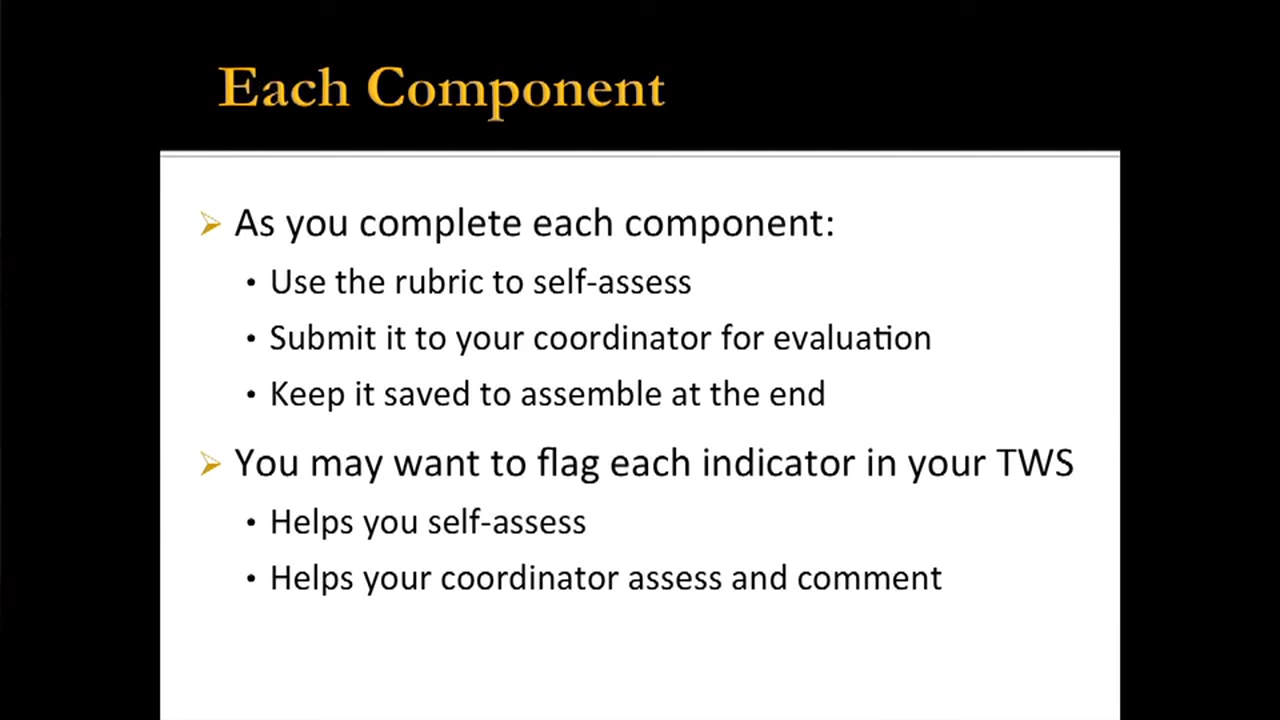 Each Component
As you complete each component:
Use the rubric to self-assess
Submit it to your coordinator for evaluation
Keep it saved to assemble at the end
You may want to flag each indicator in your TWS
Helps you self-assess
Helps your coordinator assess and comment